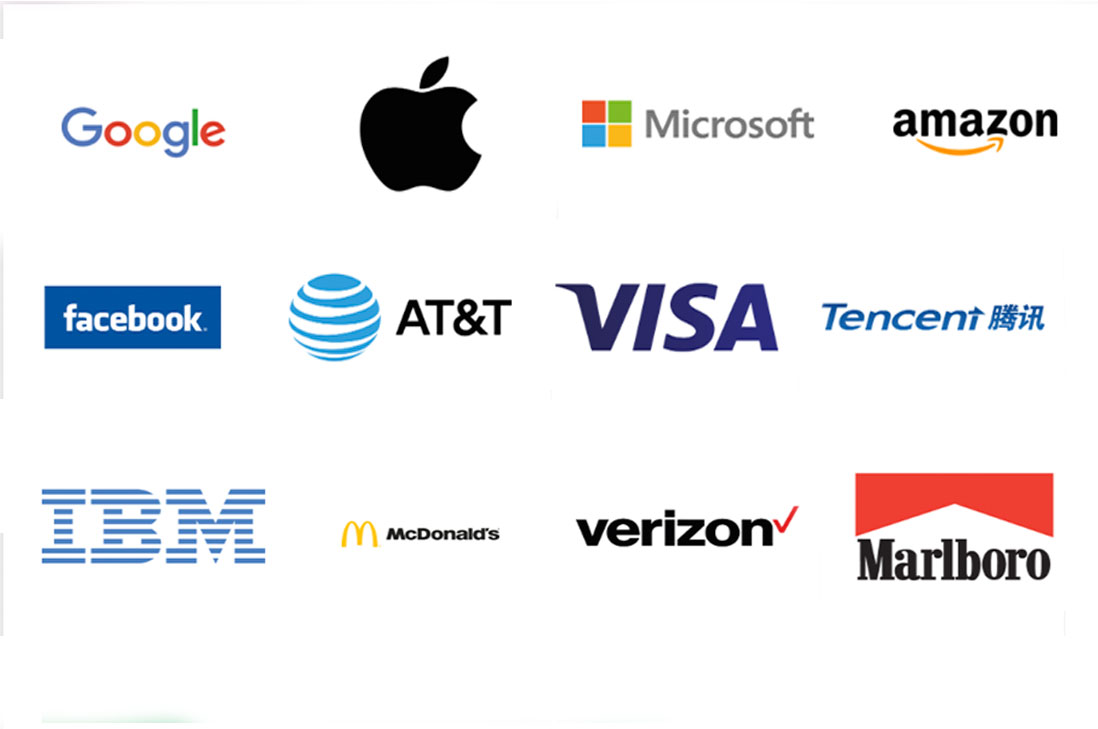 Google
Microsoft
amazon
facebook.
AT&T
VISA
Tencent 腾讯
IBM
McDonald's
verizon
Marlboro